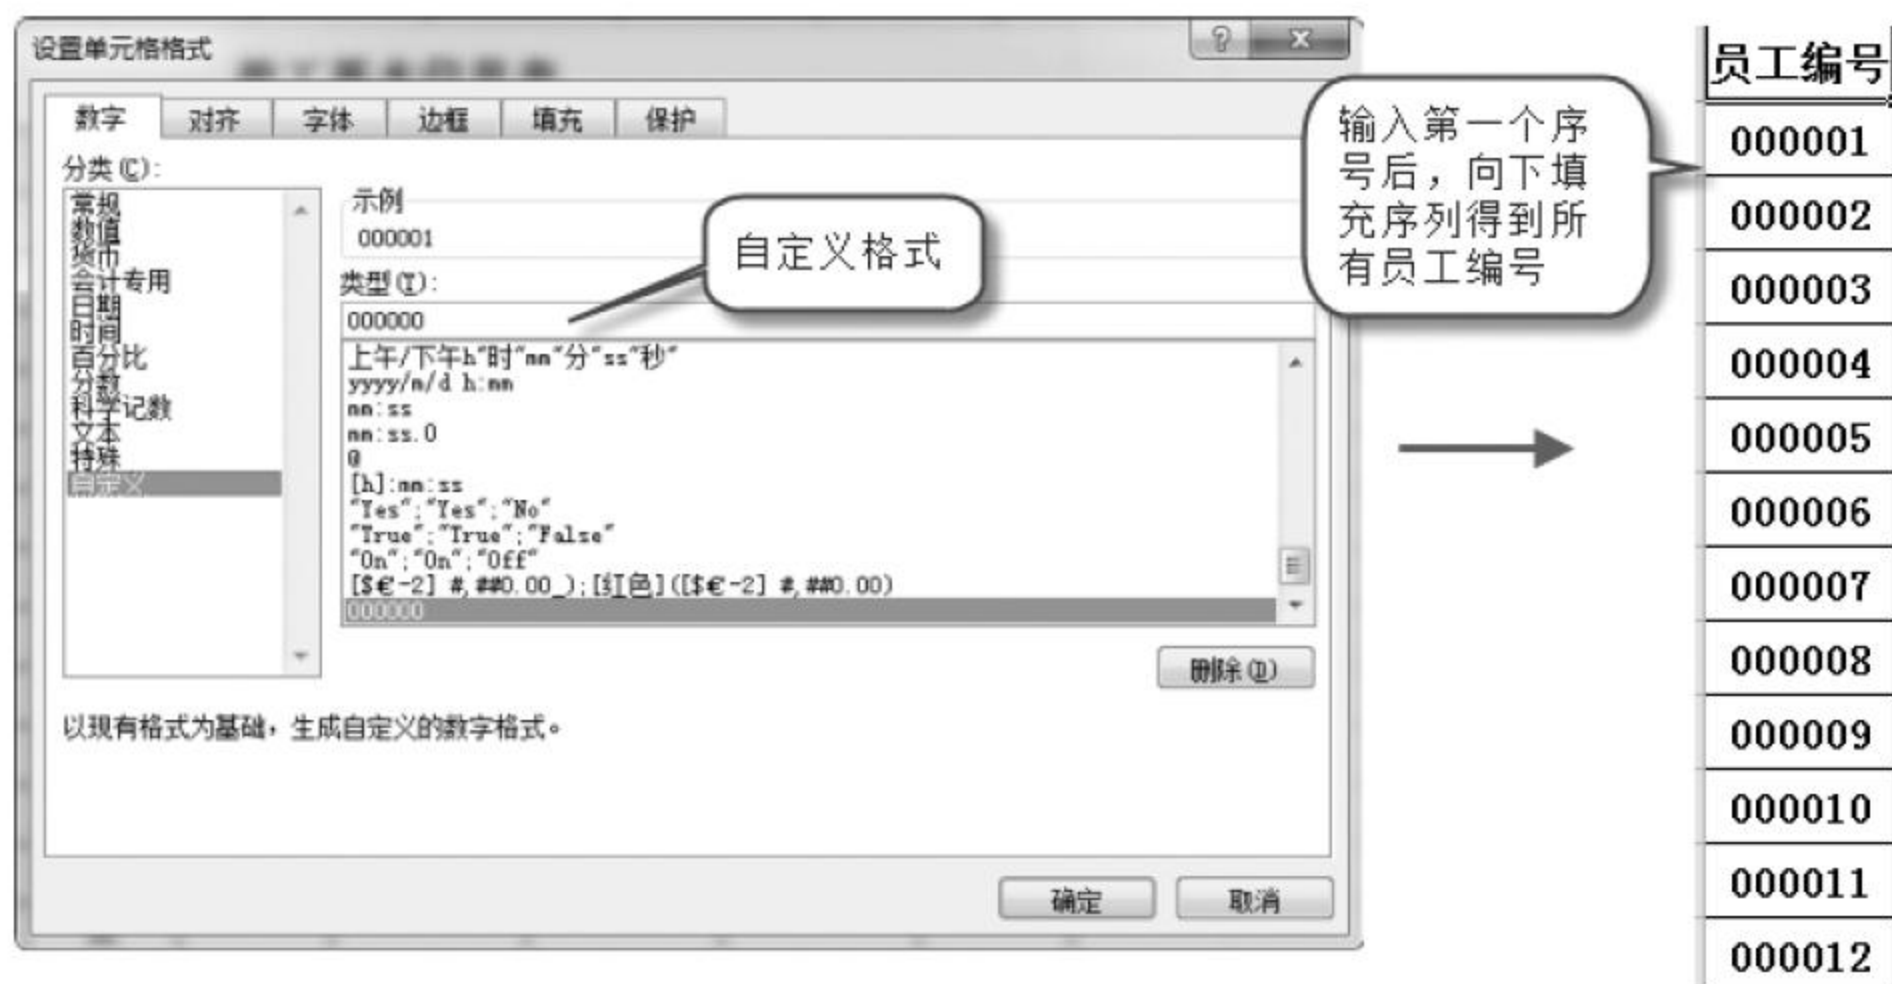 设置单元格格式
数字 对齐 字体 边框 填充 保护
分类(C):
常规
数值
货币
会计专用
日期
时间
百分比
分数
科学记数
文本
特殊
自定义
示例
000001
类型(T):
000000
上午/下午h"时"mm"分"ss"秒"
yyyy/m/d h:mm
mm:ss
mm:ss.0
@
[h]:mm:ss
"Yes";"Yes";"No"
"True";"True";"False"
"On";"On";"Off"
[$€-2] #,##0.00_);[红色]([$€-2] #,##0.00)
000000
自定义格式
删除(D)
以现有格式为基础，生成自定义的数字格式。
确定 取消
输入第一个序
号后，向下填
充序列得到所
有员工编号
员工编号
000001
000002
000003
000004
000005
000006
000007
000008
000009
000010
000011
000012